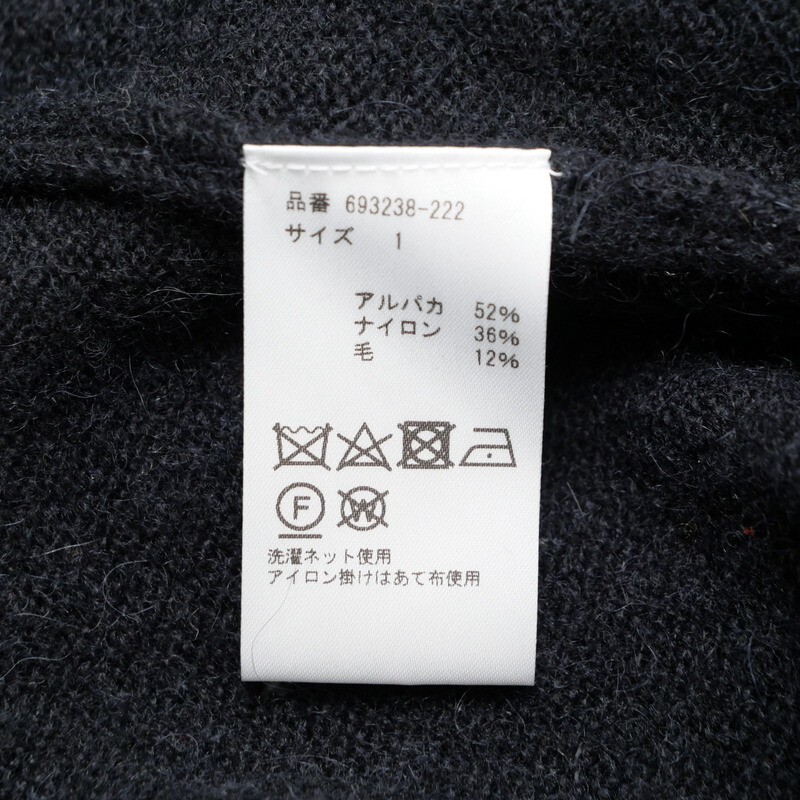 品番 693238-222
サイズ 1
アルパカ 52%
ナイロン 36%
毛 12%
F W
洗濯ネット使用
アイロン掛けはあて布使用